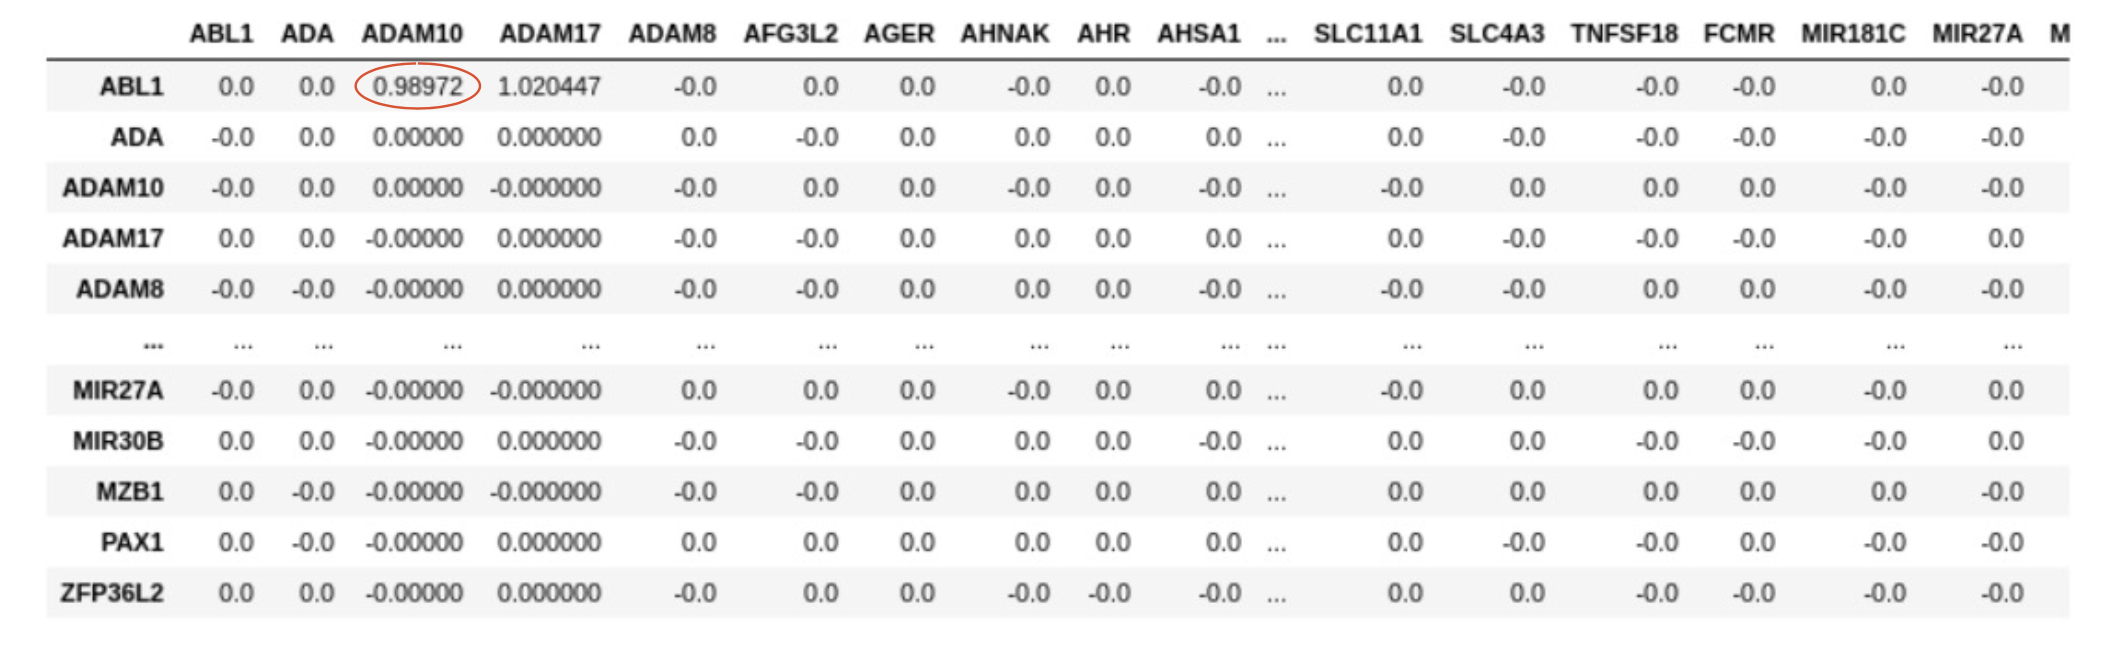 ABL1 ADA ADAM10 ADAM17 ADAM8 AFG3L2 AGER AHNAK AHR AHSA1 ... SLC11A1 SLC4A3 TNFSF18 FCMR MIR181C MIR27A M
ABL1 0.0 0.0 0.98972 1.020447 -0.0 0.0 0.0 -0.0 0.0 -0.0 ... 0.0 -0.0 -0.0 -0.0 0.0 -0.0
ADA -0.0 0.0 0.00000 0.000000 0.0 -0.0 0.0 0.0 0.0 0.0 ... 0.0 -0.0 -0.0 -0.0 -0.0 -0.0
ADAM10 -0.0 0.0 0.00000 -0.000000 -0.0 0.0 0.0 -0.0 0.0 -0.0 ... -0.0 0.0 0.0 0.0 -0.0 -0.0
ADAM17 0.0 0.0 -0.00000 0.000000 -0.0 -0.0 0.0 0.0 0.0 0.0 ... 0.0 -0.0 -0.0 -0.0 -0.0 0.0
ADAM8 -0.0 -0.0 -0.00000 0.000000 -0.0 -0.0 0.0 0.0 0.0 -0.0 ... -0.0 -0.0 0.0 0.0 -0.0 -0.0
... ... ... ... ... ... ... ... ... ... ... ... ... ... ... ... ... ...
MIR27A -0.0 0.0 -0.00000 -0.000000 0.0 0.0 0.0 -0.0 0.0 0.0 ... -0.0 0.0 0.0 0.0 -0.0 0.0
MIR30B 0.0 0.0 -0.00000 0.000000 -0.0 -0.0 0.0 0.0 0.0 -0.0 ... 0.0 0.0 -0.0 -0.0 -0.0 0.0
MZB1 0.0 -0.0 -0.00000 -0.000000 -0.0 -0.0 0.0 0.0 0.0 0.0 ... 0.0 0.0 0.0 0.0 0.0 -0.0
PAX1 0.0 -0.0 -0.00000 0.000000 0.0 0.0 0.0 0.0 0.0 0.0 ... 0.0 -0.0 -0.0 0.0 -0.0 -0.0
ZFP36L2 0.0 0.0 -0.00000 0.000000 -0.0 0.0 0.0 -0.0 -0.0 -0.0 ... 0.0 0.0 -0.0 -0.0 -0.0 -0.0